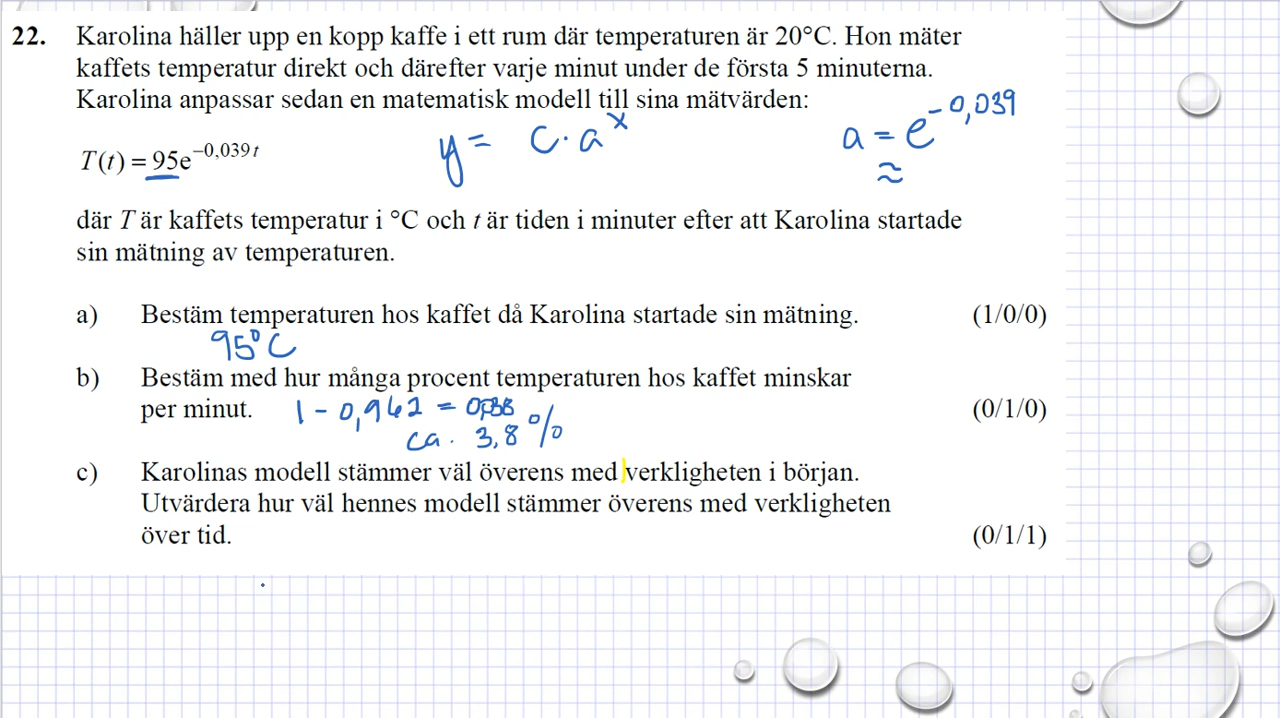 22. Karolina häller upp en kopp kaffe i ett rum där temperaturen är 20°C. Hon mäter
kaffets temperatur direkt och därefter varje minut under de första 5 minuterna.
Karolina anpassar sedan en matematisk modell till sina mätvärden:
y = C · a^x
a = e^-0,039
≈
T(t) = 95e^−0,039t
där T är kaffets temperatur i °C och t är tiden i minuter efter att Karolina startade
sin mätning av temperaturen.
a) Bestäm temperaturen hos kaffet då Karolina startade sin mätning. (1/0/0)
95°C
b) Bestäm med hur många procent temperaturen hos kaffet minskar
per minut. 1 - 0,962 = 0,038 (0/1/0)
ca. 3,8 %
c) Karolinas modell stämmer väl överens med verkligheten i början.
Utvärdera hur väl hennes modell stämmer överens med verkligheten
över tid. (0/1/1)